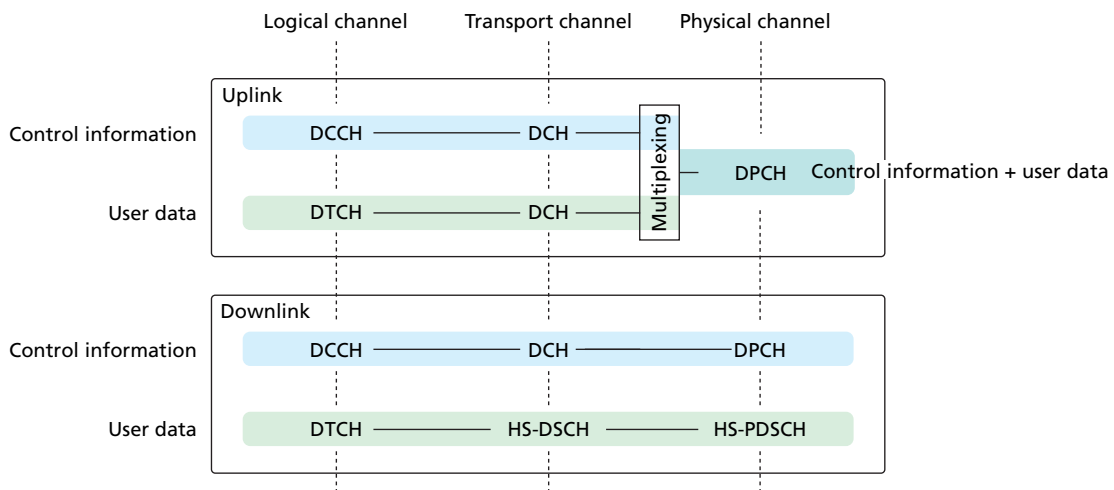 Logical channel Transport channel Physical channel
Uplink
Control information DCCH DCH
Multiplexing
DPCH Control information + user data
User data DTCH DCH
Downlink
Control information DCCH DCH DPCH
User data DTCH HS-DSCH HS-PDSCH